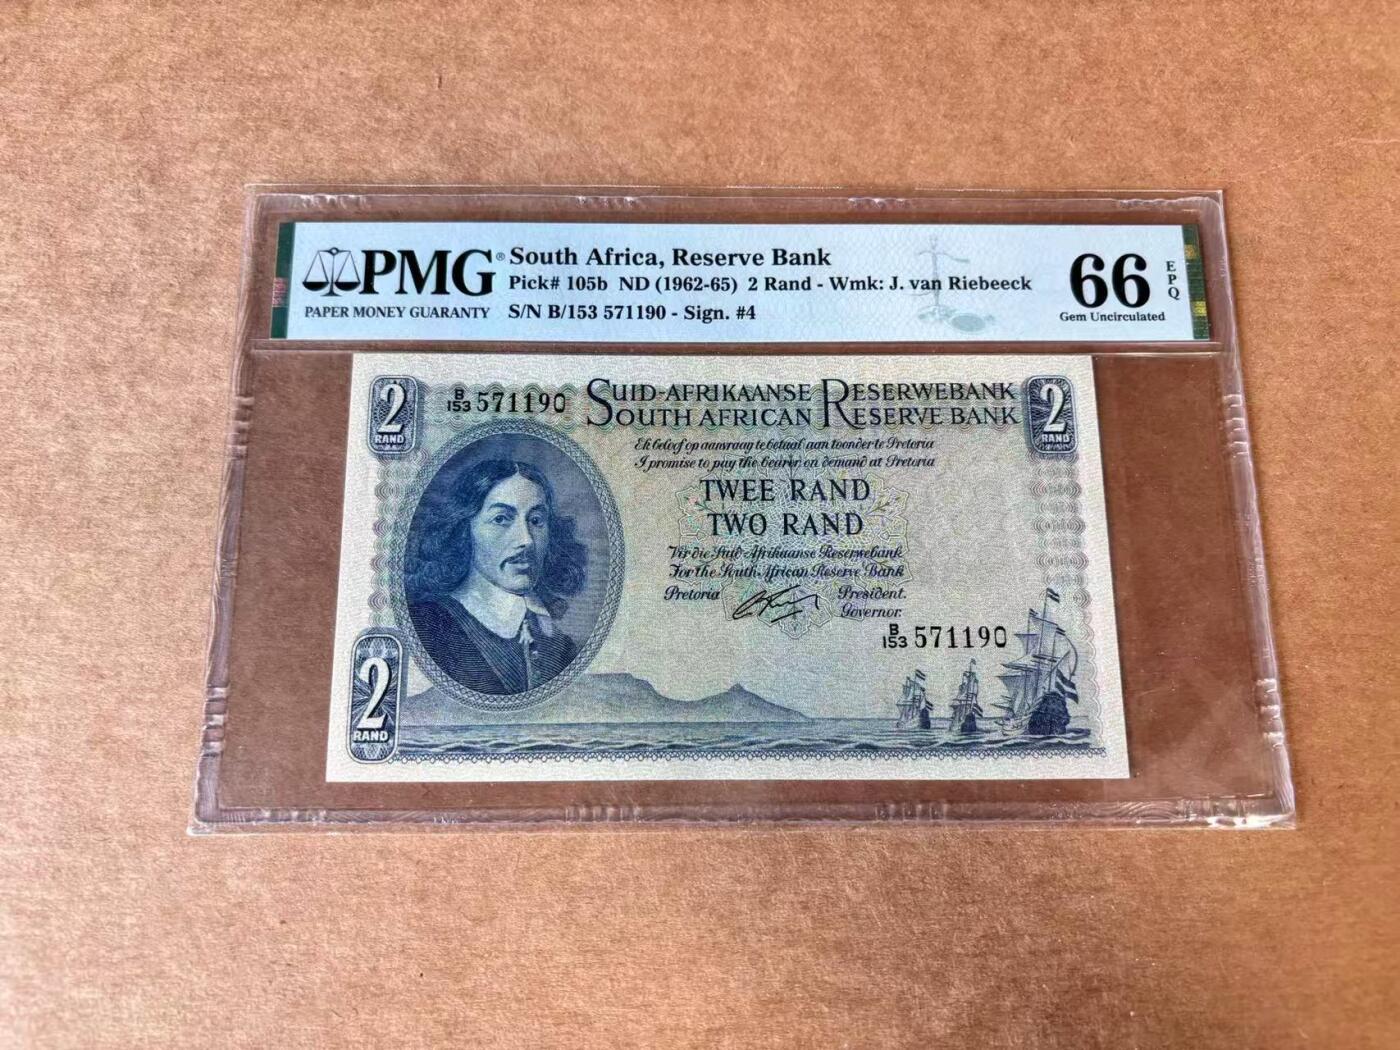 PMG®
PAPER MONEY GUARANTY
South Africa, Reserve Bank
Pick# 105b ND (1962-65) 2 Rand - Wmk: J. van Riebeeck
S/N B/153 571190 - Sign. #4
66 EPQ
Gem Uncirculated
2 RAND
B/153 571190
SUID-AFRIKAANSE RESERWEBANK
SOUTH AFRICAN RESERVE BANK
2 RAND
Ek beloof op aanvraag te betaal aan toonder te Pretoria
I promise to pay the bearer on demand at Pretoria
TWEE RAND
TWO RAND
Vir die Suid-Afrikaanse Reserwebank
For the South African Reserve Bank
Pretoria
President.
Governor.
B/153 571190
2 RAND